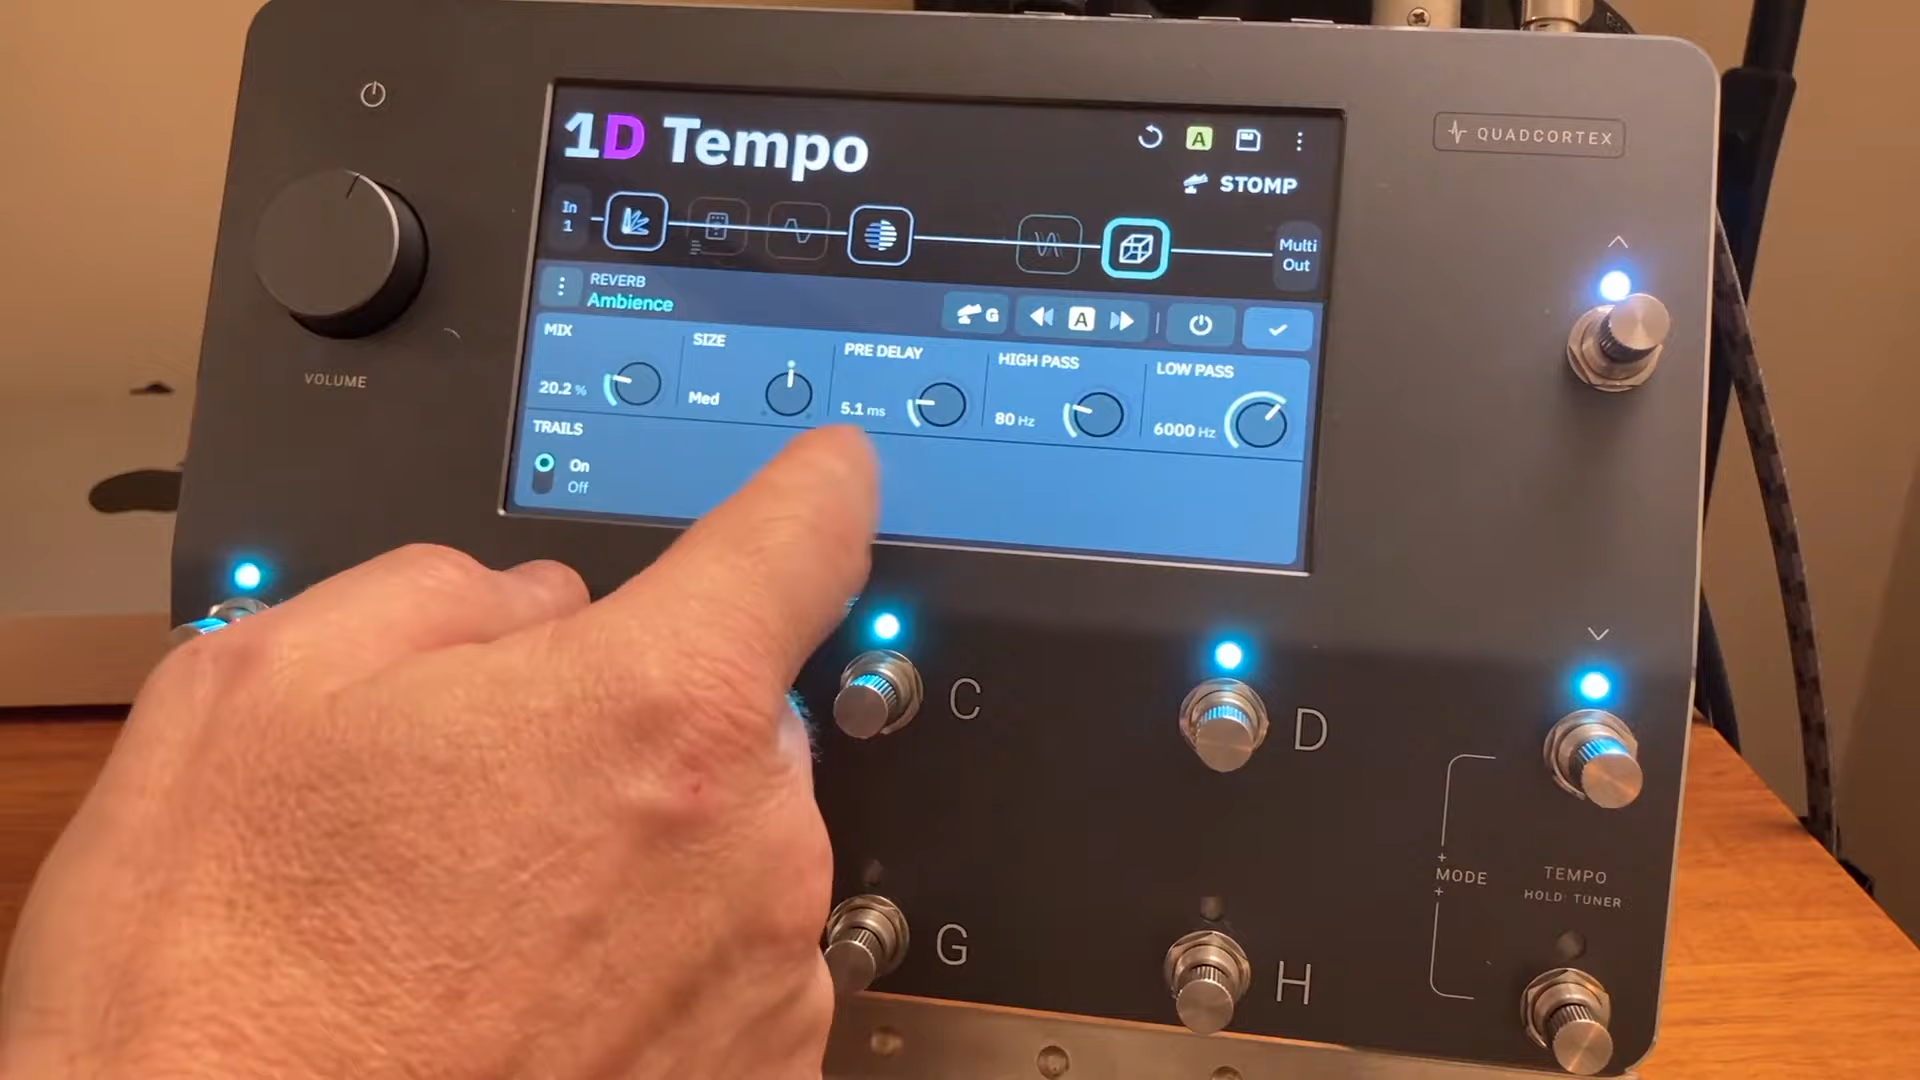 1D Tempo
A
STOMP
QUADCORTEX
In
1
Multi
Out
REVERB
Ambience
G
A
MIX
20.2 %
SIZE
Med
PRE DELAY
5.1 ms
HIGH PASS
80 Hz
LOW PASS
6000 Hz
TRAILS
On
Off
VOLUME
C
D
G
H
+
MODE
+
TEMPO
HOLD: TUNER